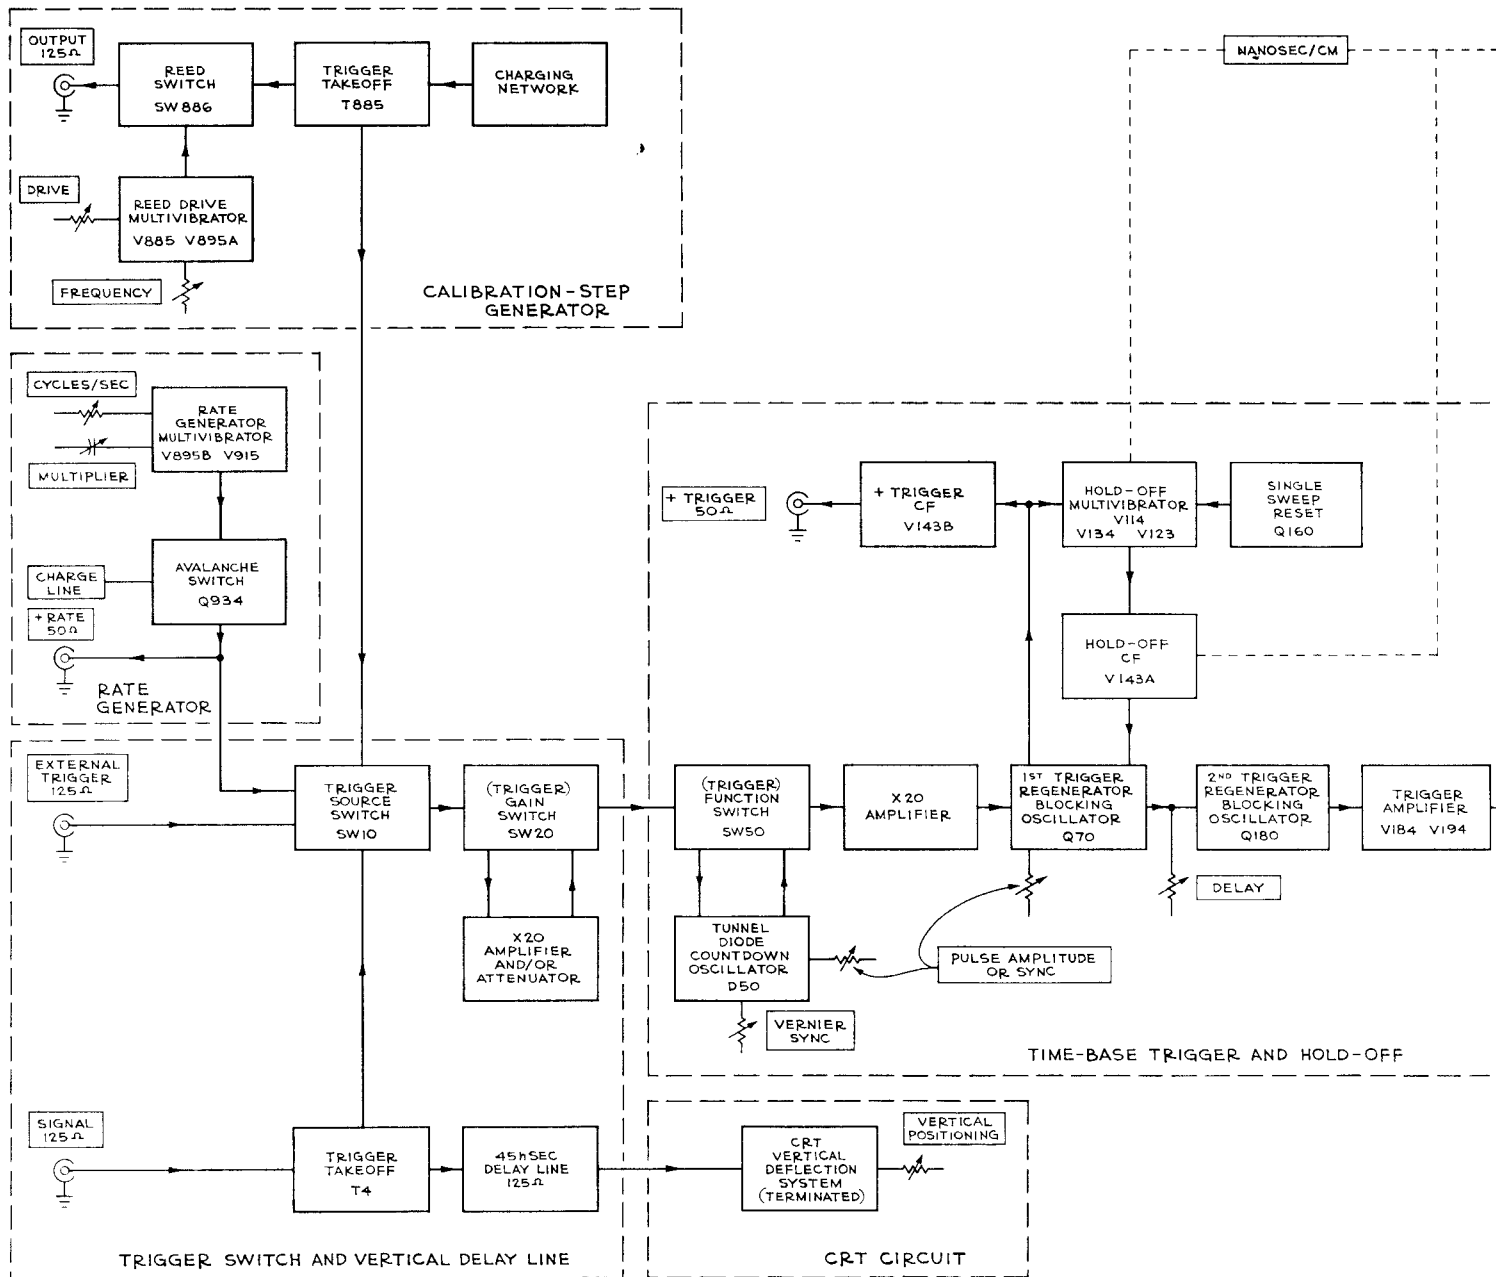 OUTPUT
125Ω
REED
SWITCH
SW886
TRIGGER
TAKEOFF
T885
CHARGING
NETWORK
DRIVE
REED DRIVE
MULTIVIBRATOR
V885 V895A
FREQUENCY
CALIBRATION-STEP
GENERATOR
NANOSEC/CM
CYCLES/SEC
RATE
GENERATOR
MULTIVIBRATOR
V895B V915
MULTIPLIER
AVALANCHE
SWITCH
Q934
CHARGE
LINE
+ RATE
50Ω
RATE
GENERATOR
+ TRIGGER
50Ω
+ TRIGGER
CF
V143B
HOLD-OFF
MULTIVIBRATOR
V114
V134 V123
SINGLE
SWEEP
RESET
Q160
HOLD-OFF
CF
V143A
EXTERNAL
TRIGGER
125Ω
TRIGGER
SOURCE
SWITCH
SW10
(TRIGGER)
GAIN
SWITCH
SW20
X20
AMPLIFIER
AND/OR
ATTENUATOR
(TRIGGER)
FUNCTION
SWITCH
SW50
X20
AMPLIFIER
1ST TRIGGER
REGENERATOR
BLOCKING
OSCILLATOR
Q70
2ND TRIGGER
REGENERATOR
BLOCKING
OSCILLATOR
Q180
TRIGGER
AMPLIFIER
V184 V194
DELAY
TUNNEL
DIODE
COUNTDOWN
OSCILLATOR
D50
PULSE AMPLITUDE
OR SYNC
VERNIER
SYNC
TIME-BASE TRIGGER AND HOLD-OFF
SIGNAL
125Ω
TRIGGER
TAKEOFF
T4
45hSEC
DELAY LINE
125Ω
CRT
VERTICAL
DEFLECTION
SYSTEM
(TERMINATED)
VERTICAL
POSITIONING
TRIGGER SWITCH AND VERTICAL DELAY LINE
CRT CIRCUIT